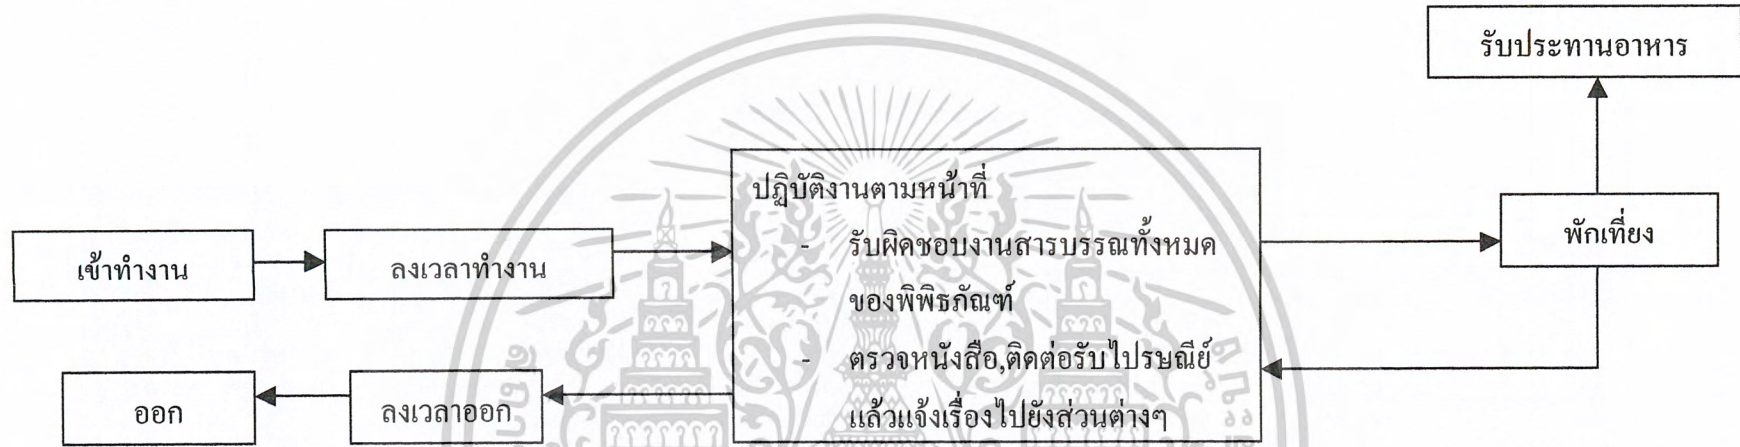 รับประทานอาหาร
ปฏิบัติงานตามหน้าที่
- รับผิดชอบงานสารบรรณทั้งหมด
ของพิพิธภัณฑ์
- ตรวจหนังสือ,ติดต่อรับไปรษณีย์
แล้วแจ้งเรื่องไปยังส่วนต่างๆ
พักเที่ยง
เข้าทำงาน
ลงเวลาทำงาน
ลงเวลาออก
ออก